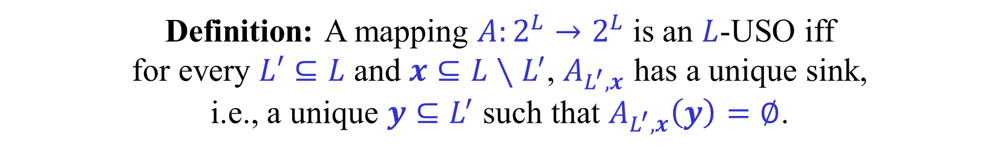 Definition: A mapping A: 2^L → 2^L is an L-USO iff
for every L′ ⊆ L and x ⊆ L \ L′, A_{L′,x} has a unique sink,
i.e., a unique y ⊆ L′ such that A_{L′,x}(y) = ∅.